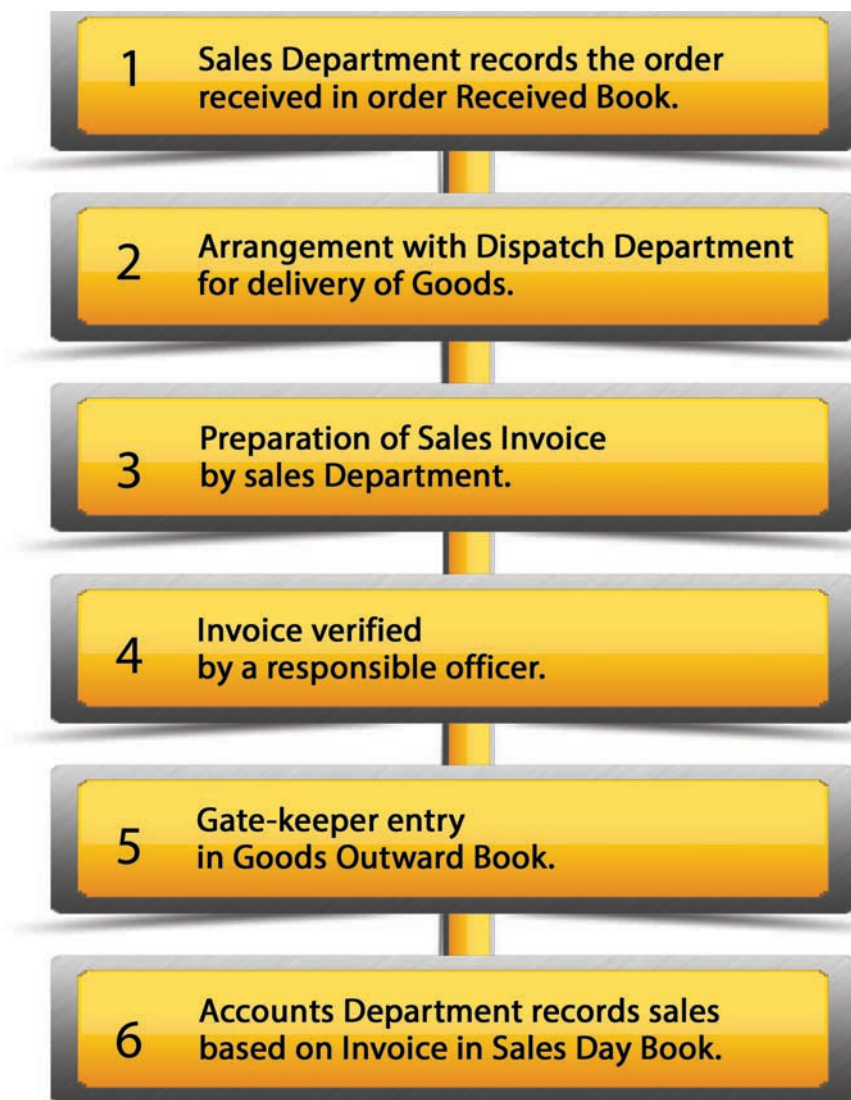 1
Sales Department records the order
received in order Received Book.
2
Arrangement with Dispatch Department
for delivery of Goods.
3
Preparation of Sales Invoice
by sales Department.
4
Invoice verified
by a responsible officer.
5
Gate-keeper entry
in Goods Outward Book.
6
Accounts Department records sales
based on Invoice in Sales Day Book.